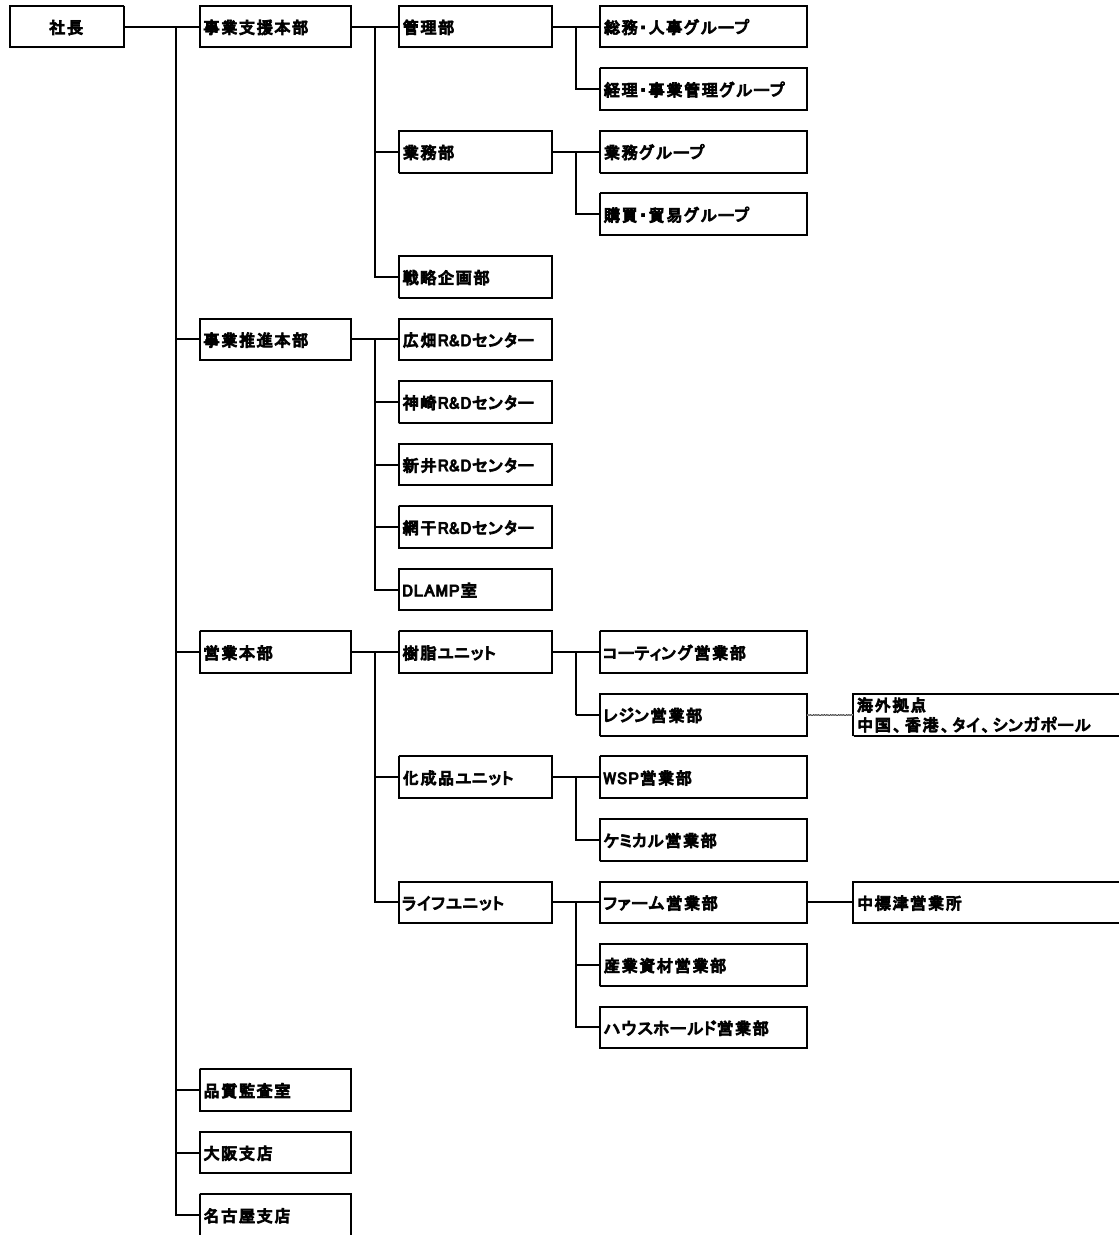 社長
事業支援本部
管理部
総務・人事グループ
経理・事業管理グループ
業務部
業務グループ
購買・貿易グループ
戦略企画部
事業推進本部
広畑R&Dセンター
神崎R&Dセンター
新井R&Dセンター
網干R&Dセンター
DLAMP室
営業本部
樹脂ユニット
コーティング営業部
レジン営業部
海外拠点
中国、香港、タイ、シンガポール
化成品ユニット
WSP営業部
ケミカル営業部
ライフユニット
ファーム営業部
中標津営業所
産業資材営業部
ハウスホールド営業部
品質監査室
大阪支店
名古屋支店